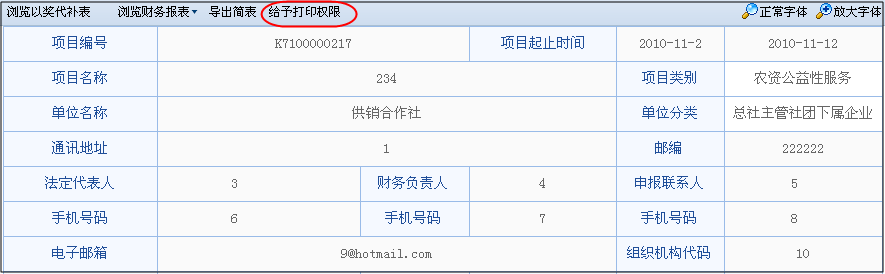 浏览以奖代补表 浏览财务报表 导出简表 给予打印权限 正常字体 放大字体
项目编号 K7100000217 项目起止时间 2010-11-2 2010-11-12
项目名称 234 项目类别 农资公益性服务
单位名称 供销合作社 单位分类 总社主管社团下属企业
通讯地址 1 邮编 222222
法定代表人 3 财务负责人 4 申报联系人 5
手机号码 6 手机号码 7 手机号码 8
电子邮箱 9@hotmail.com 组织机构代码 10